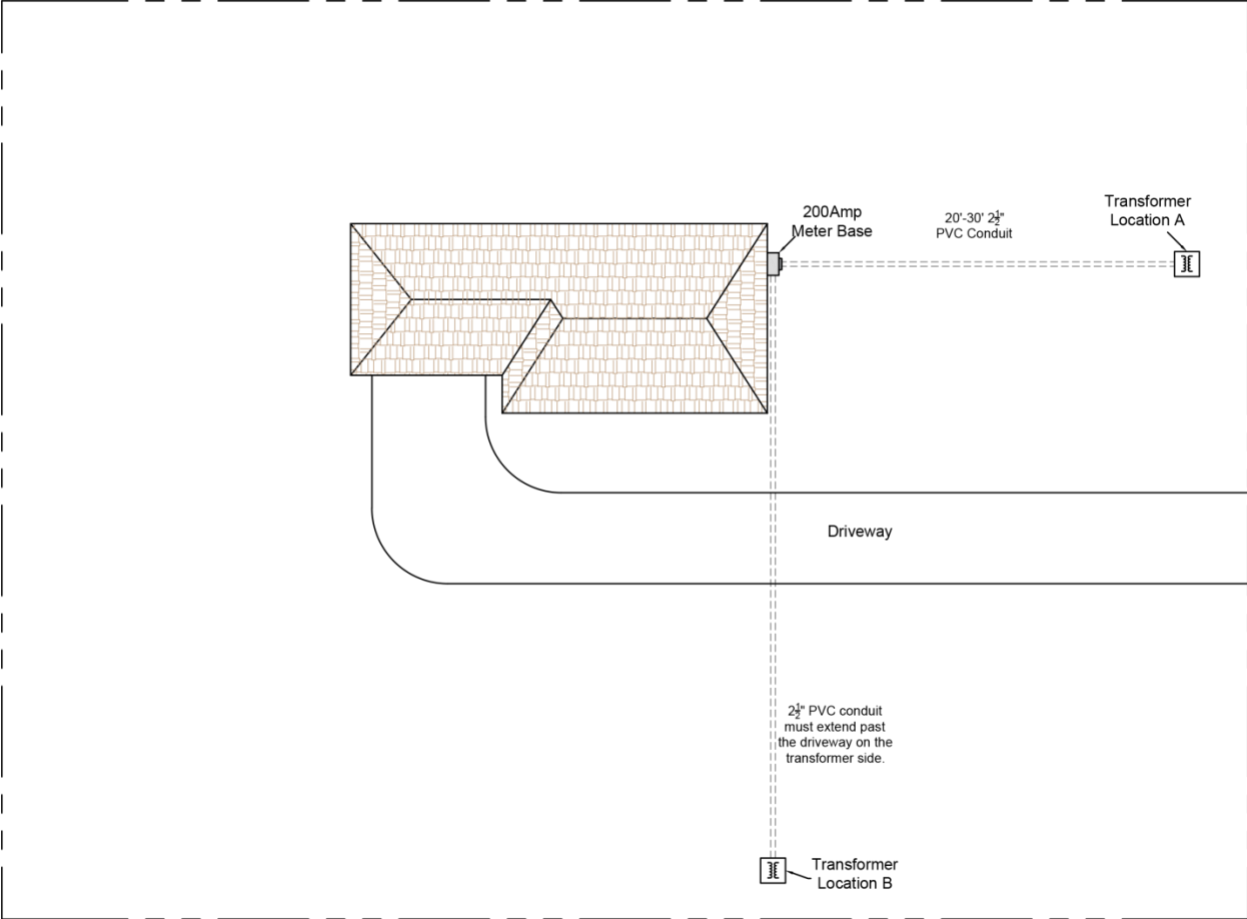 200Amp
Meter Base
20'-30' 2½"
PVC Conduit
Transformer
Location A
Driveway
2½" PVC conduit
must extend past
the driveway on the
transformer side.
Transformer
Location B